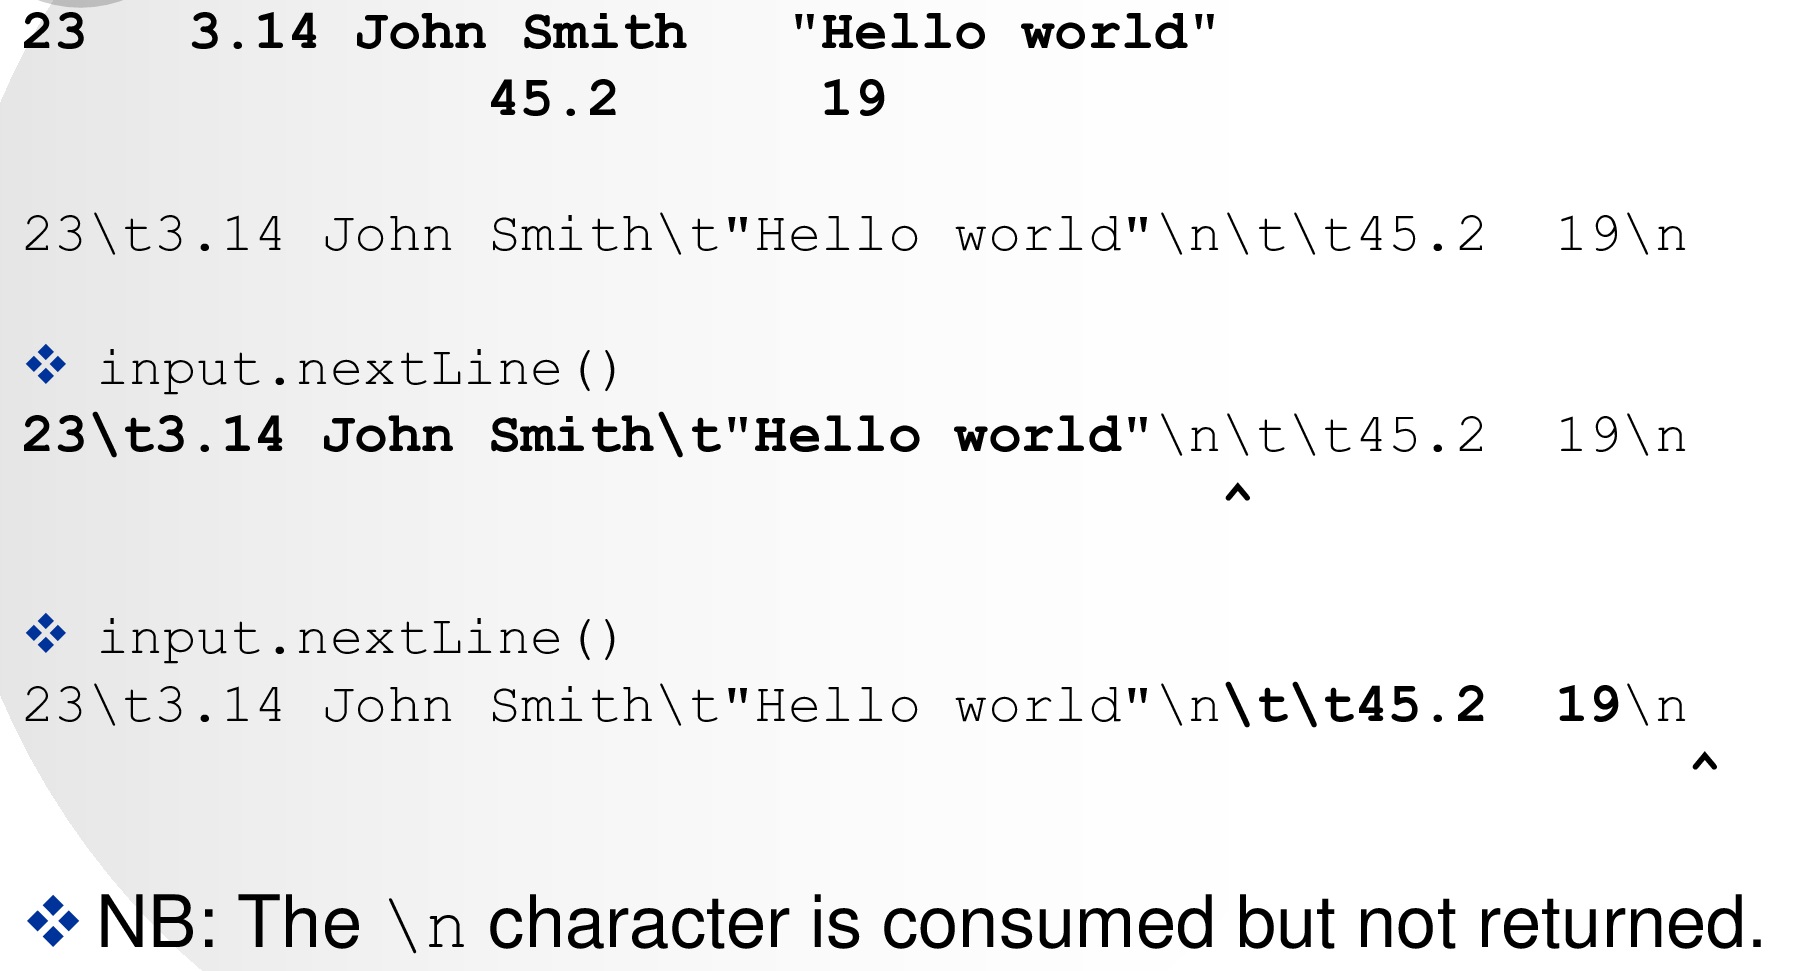 23   3.14 John Smith   "Hello world"
              45.2      19
23\t3.14 John Smith\t"Hello world"\n\t\t45.2  19\n
❖ input.nextLine()
23\t3.14 John Smith\t"Hello world"\n\t\t45.2  19\n
^
❖ input.nextLine()
23\t3.14 John Smith\t"Hello world"\n\t\t45.2  19\n
^
❖ NB: The \n character is consumed but not returned.